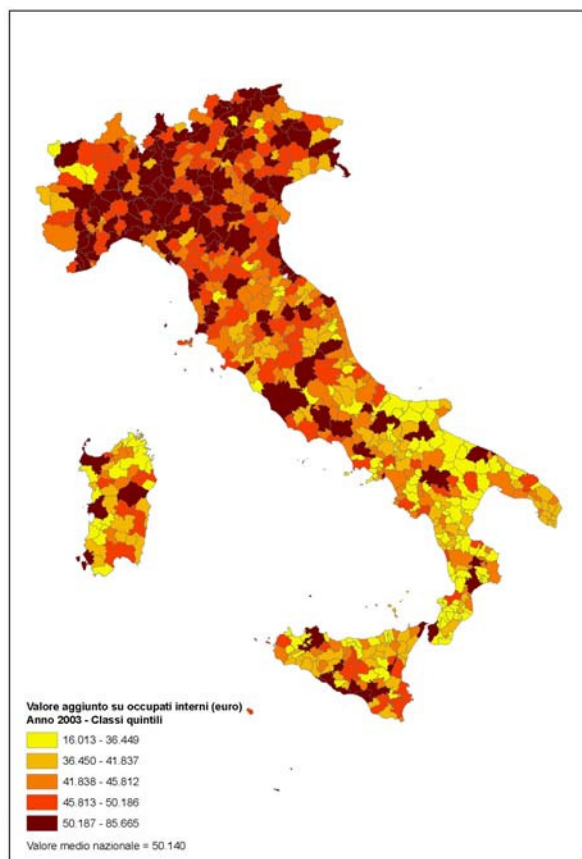 Valore aggiunto su occupati interni (euro)
Anno 2003 - Classi quintili
16.013 - 36.449
36.450 - 41.837
41.838 - 45.812
45.813 - 50.186
50.187 - 85.665
Valore medio nazionale = 50.140